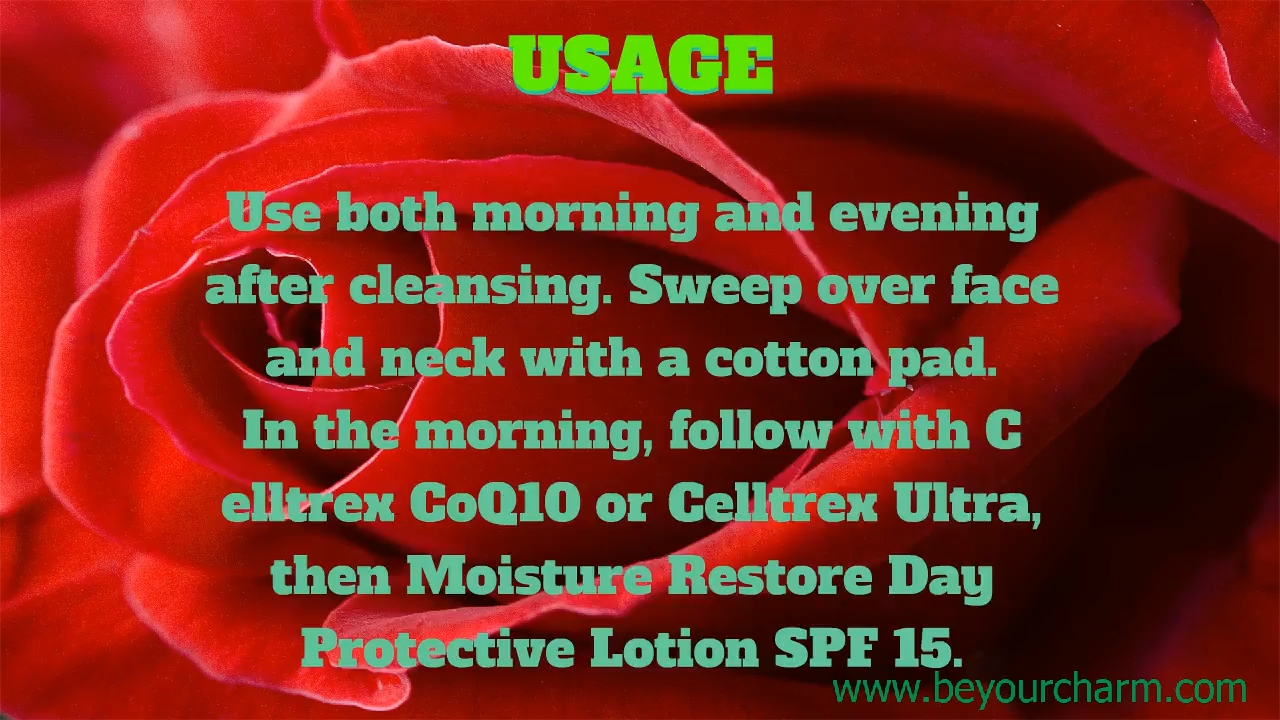 USAGE
Use both morning and evening
after cleansing. Sweep over face
and neck with a cotton pad.
In the morning, follow with C
elltrex CoQ10 or Celltrex Ultra,
then Moisture Restore Day
Protective Lotion SPF 15.
www.beyourcharm.com